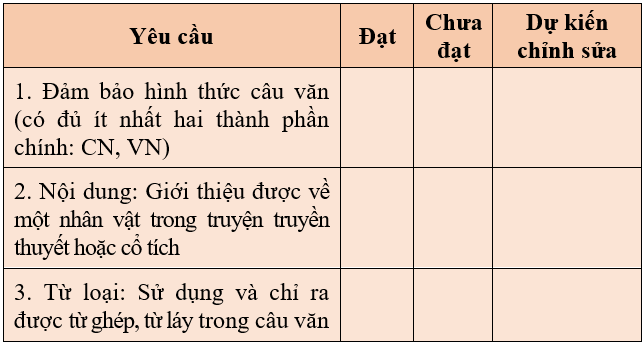 Yêu cầu
Đạt
Chưa
đạt
Dự kiến
chỉnh sửa
1. Đảm bảo hình thức câu văn
(có đủ ít nhất hai thành phần
chính: CN, VN)
2. Nội dung: Giới thiệu được về
một nhân vật trong truyện truyền
thuyết hoặc cổ tích
3. Từ loại: Sử dụng và chỉ ra
được từ ghép, từ láy trong câu văn